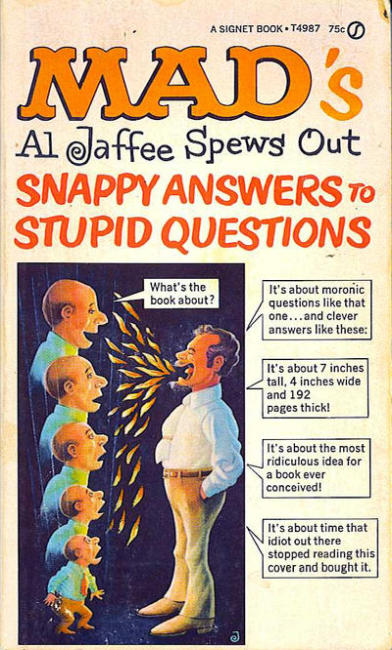 A SIGNET BOOK • T4987 75c S
MAD's
Al Jaffee Spews Out
SNAPPY ANSWERS TO
STUPID QUESTIONS
What's the
book about?
It's about moronic
questions like that
one...and clever
answers like these:
It's about 7 inches
tall, 4 inches wide
and 192
pages thick!
It's about the most
ridiculous idea for
a book ever
conceived!
It's about time that
idiot out there
stopped reading this
cover and bought it.